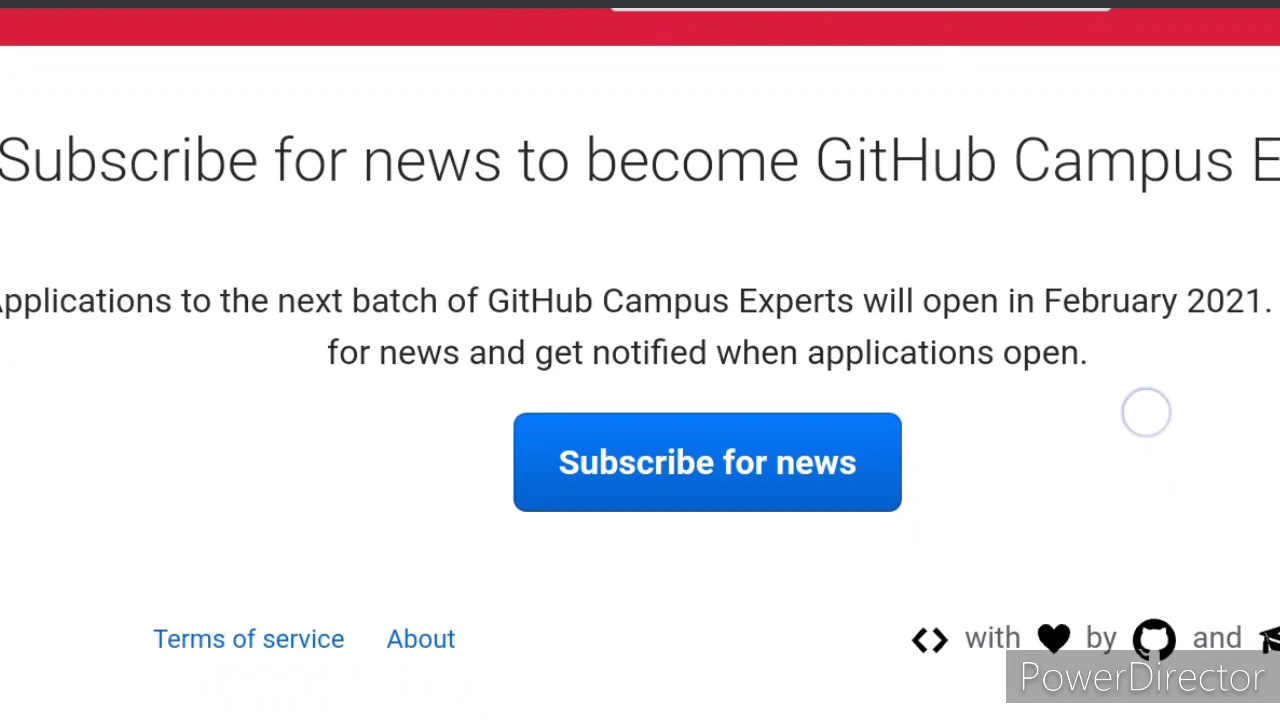 Subscribe for news to become GitHub Campus E
Applications to the next batch of GitHub Campus Experts will open in February 2021.
for news and get notified when applications open.
Subscribe for news
Terms of service About
with by and
PowerDirector